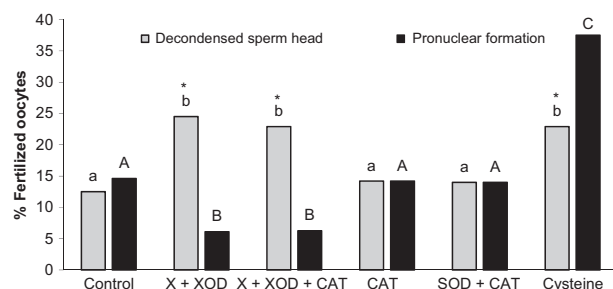 40
35
30
25
20
15
10
5
0
% Fertilized oocytes
Decondensed sperm head Pronuclear formation
a A
* b B
* b B
a A
a A
* b C
Control X + XOD X + XOD + CAT CAT SOD + CAT Cysteine